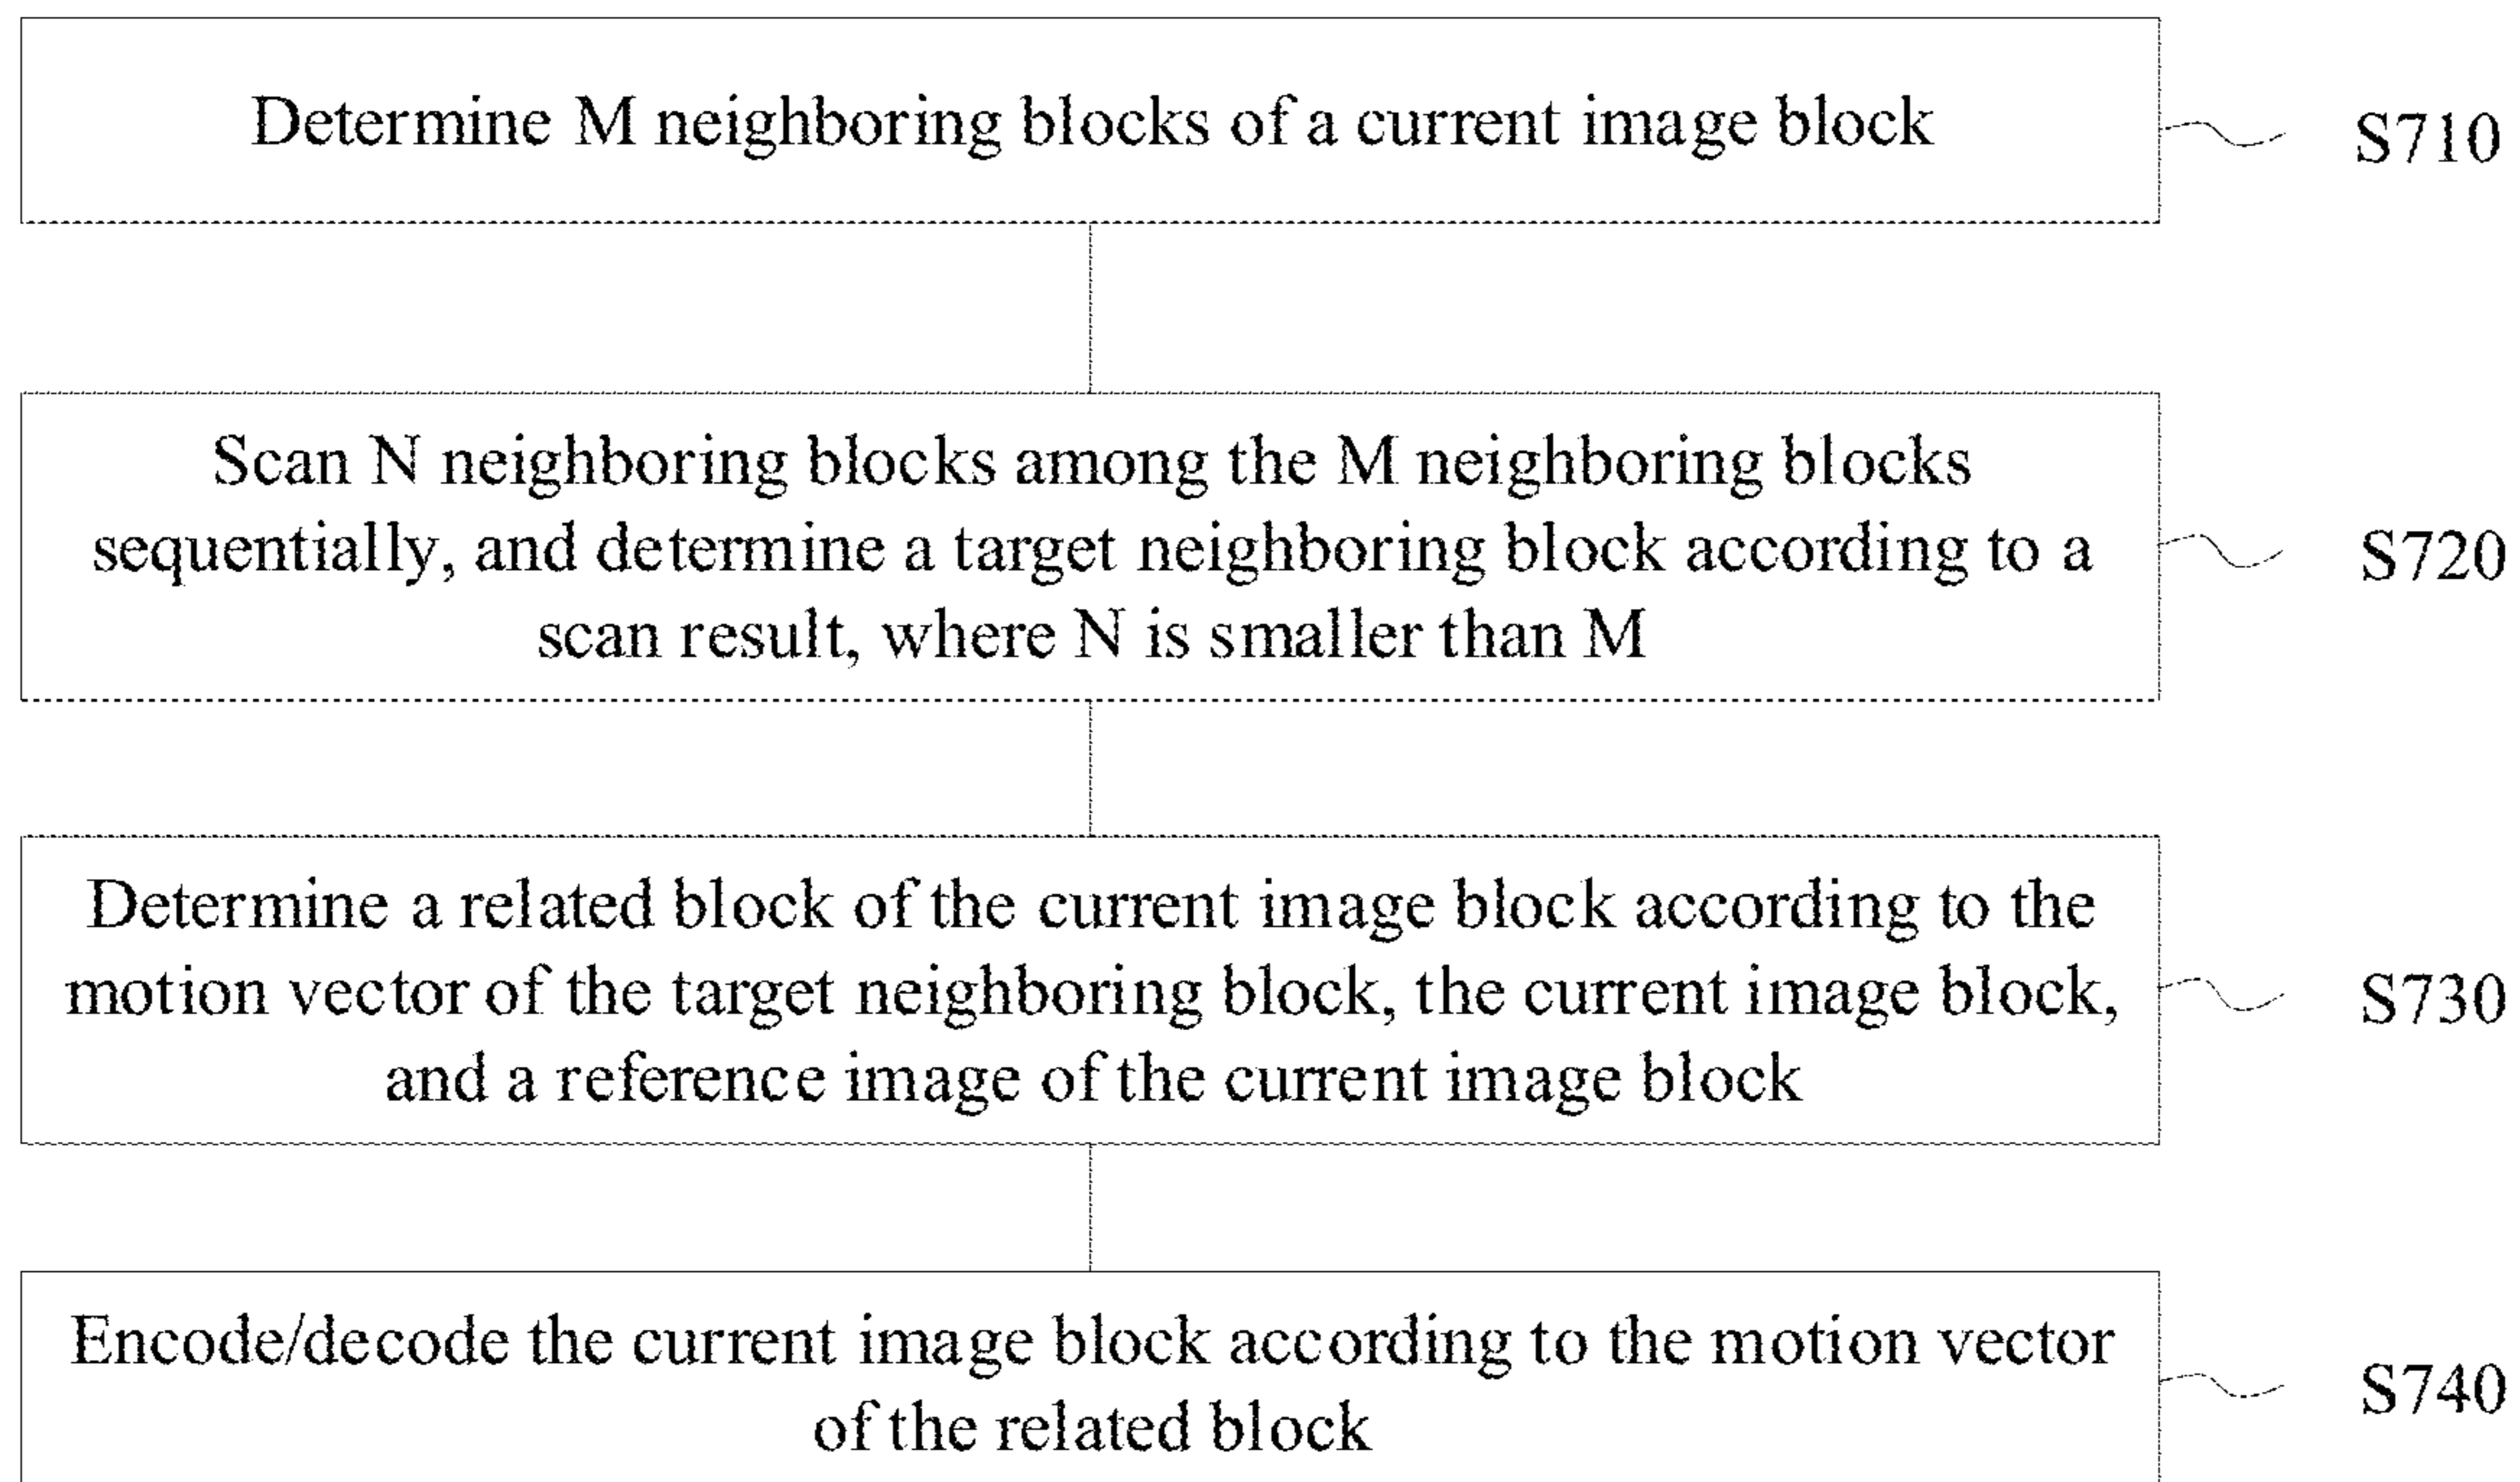 Determine M neighboring blocks of a current image block
S710
Scan N neighboring blocks among the M neighboring blocks
sequentially, and determine a target neighboring block according to a
scan result, where N is smaller than M
S720
Determine a related block of the current image block according to the
motion vector of the target neighboring block, the current image block,
and a reference image of the current image block
S730
Encode/decode the current image block according to the motion vector
of the related block
S740